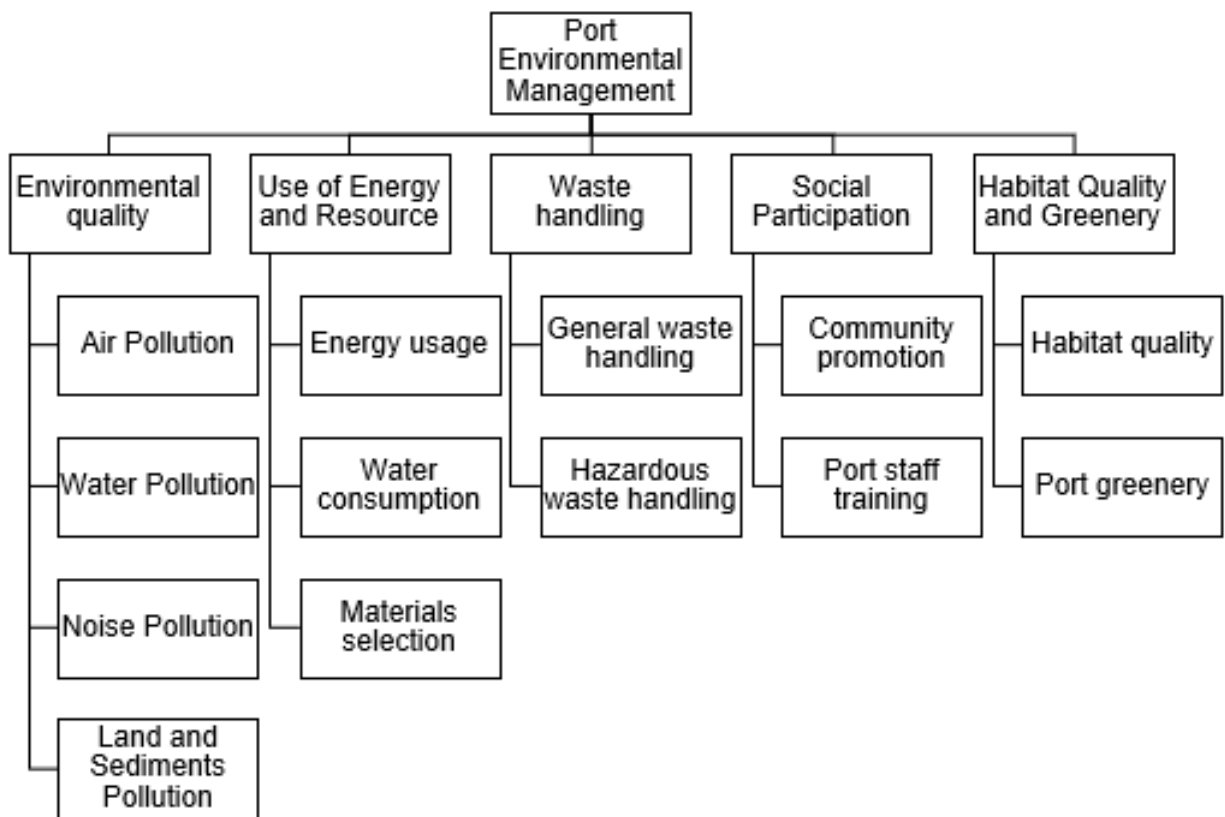 Port
Environmental
Management
Environmental
quality
Use of Energy
and Resource
Waste
handling
Social
Participation
Habitat Quality
and Greenery
Air Pollution
Energy usage
General waste
handling
Community
promotion
Habitat quality
Water Pollution
Water
consumption
Hazardous
waste handling
Port staff
training
Port greenery
Noise Pollution
Materials
selection
Land and
Sediments
Pollution